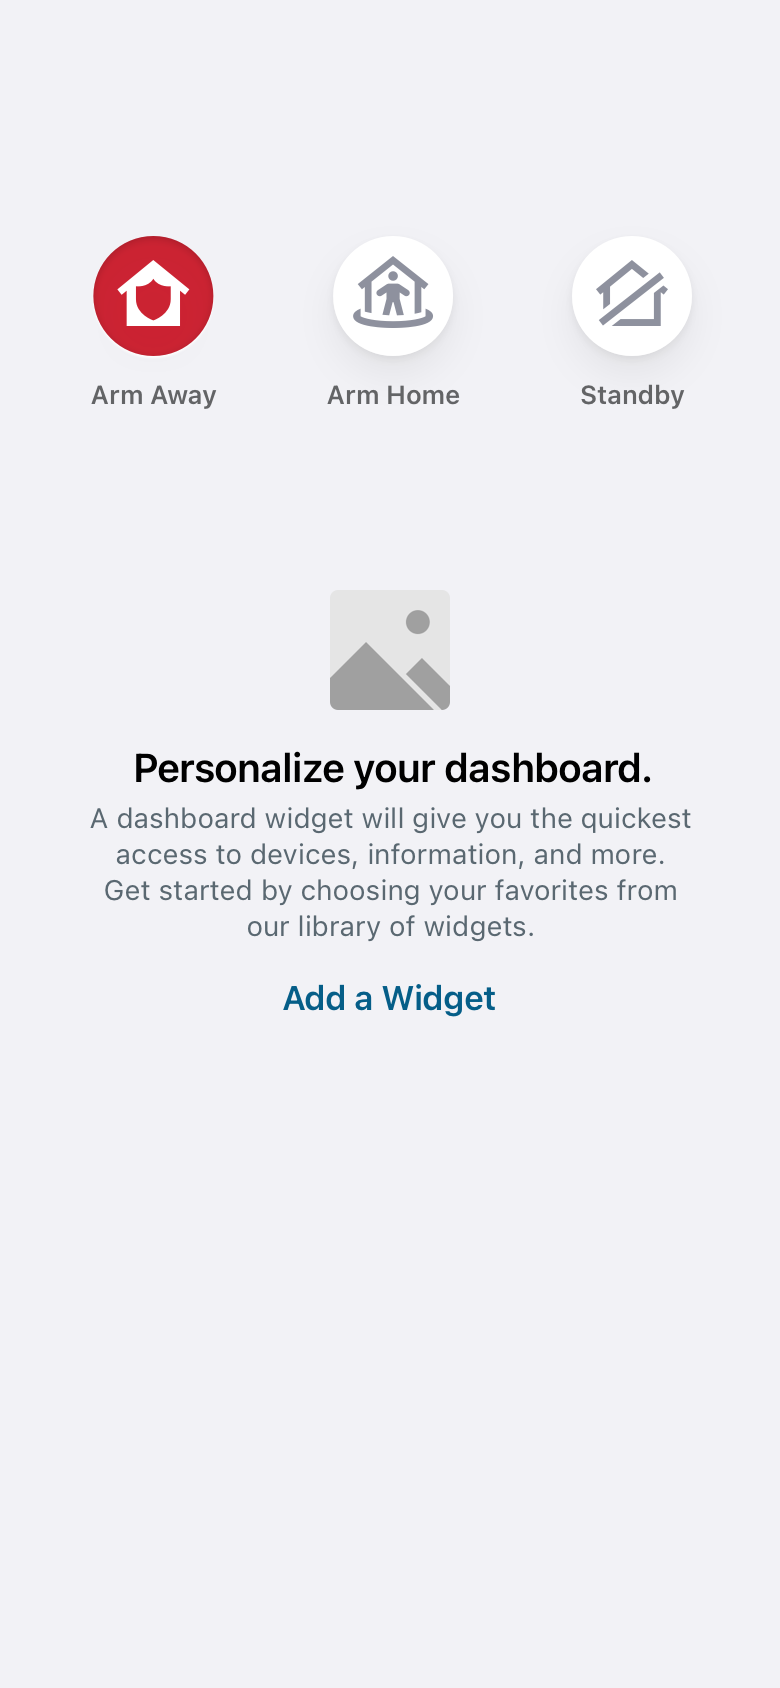 Arm Away
Arm Home
Standby
Personalize your dashboard.
A dashboard widget will give you the quickest
access to devices, information, and more.
Get started by choosing your favorites from
our library of widgets.
Add a Widget